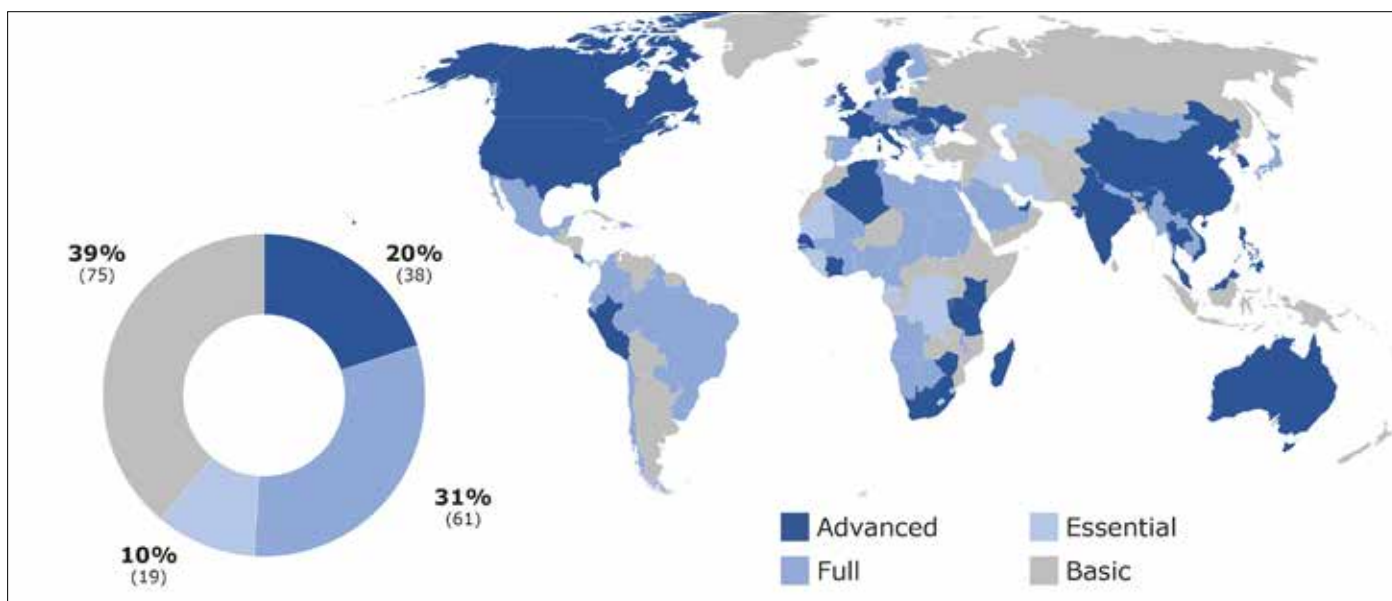 39%
(75)
20%
(38)
31%
(61)
10%
(19)
Advanced
Essential
Full
Basic